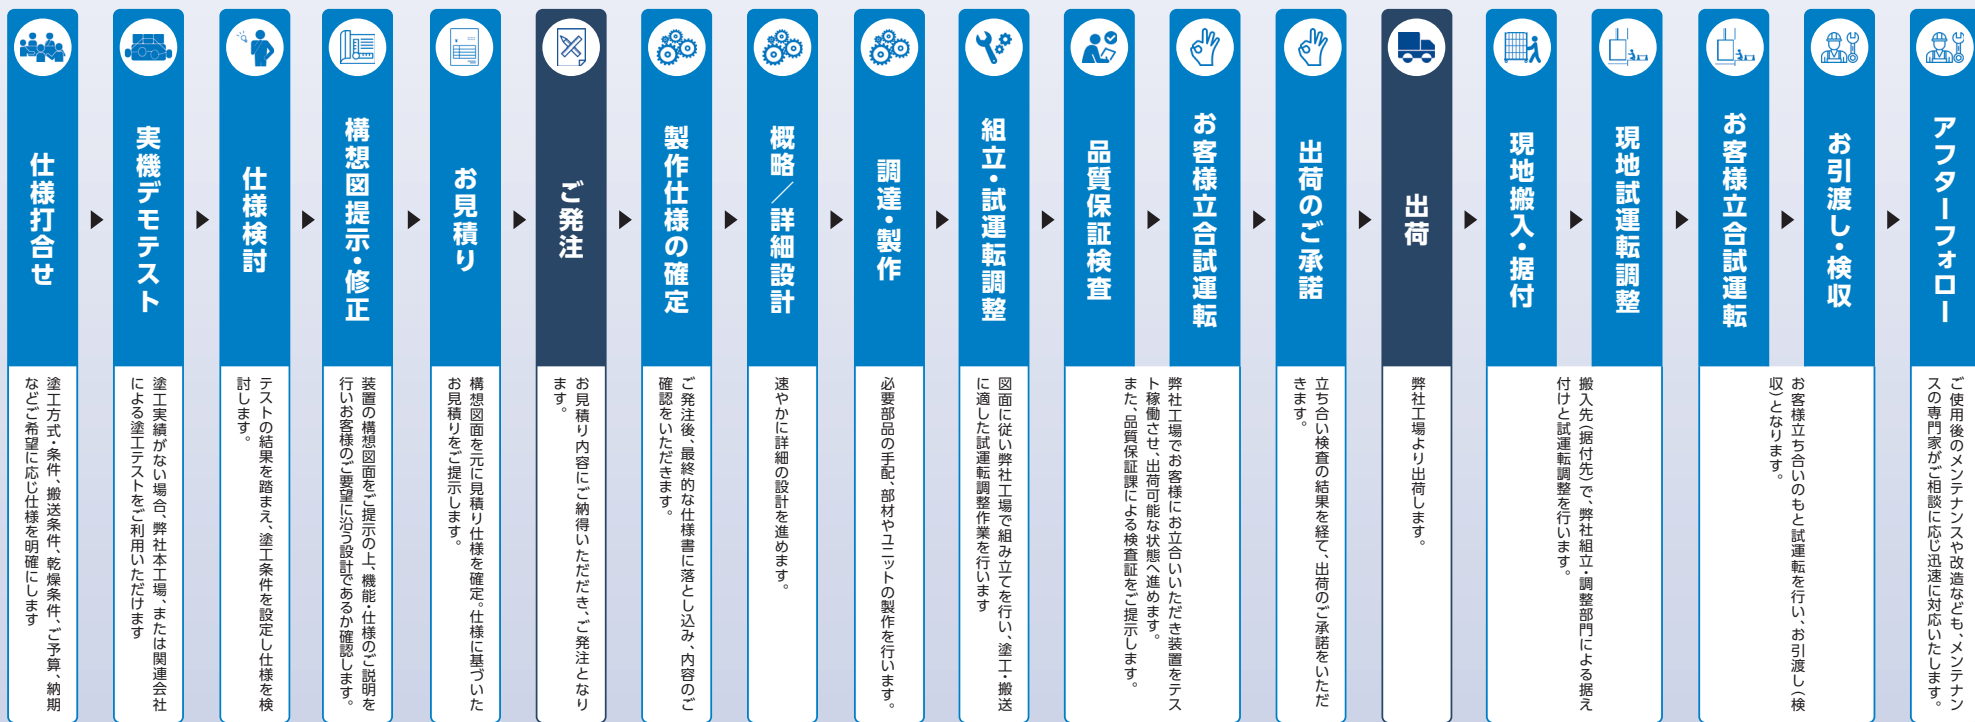 仕様打合せ
塗工方式・条件、搬送条件、乾燥条件、ご予算、納期
などご希望に応じ仕様を明確にします
実機デモテスト
塗工実績がない場合、弊社本工場、または関連会社
による塗工テストをご利用いただけます
仕様検討
テストの結果を踏まえ、塗工条件を設定し仕様を検
討します。
構想図提示・修正
装置の構想図面をご提示の上、機能・仕様のご説明を
行いお客様のご要望に沿う設計であるか確認します。
お見積り
構想図面を元に見積り仕様を確定。仕様に基づいた
お見積りをご提示します。
ご発注
お見積り内容にご納得いただだき、ご発注となり
ます。
製作仕様の確定
ご発注後、最終的な仕様書に落とし込み、内容のご
確認をいただきます。
概略／詳細設計
速やかに詳細の設計を進めます。
調達・製作
必要部品の手配、部材やユニットの製作を行います。
組立・試運転調整
図面に従い弊社工場で組み立てを行い、塗工・搬送
に適した試運転調整作業を行います
品質保証検査
お客様立合試運転
弊社工場でお客様にお立合いいただき装置をテス
ト稼働させ、出荷可能な状態へ進めます。
また、品質保証課による検査証をご提示します。
出荷のご承諾
立ち合い検査の結果を経て、出荷のご承諾をいただ
きます。
出荷
弊社工場より出荷します。
現地搬入・据付
現地試運転調整
搬入先（据付先）で、弊社組立・調整部門による据え
付けと試運転調整を行います。
お客様立合試運転
お引渡し・検収
お客様立ち合いのもと試運転を行い、お引渡し（検
収）となります。
アフターフォロー
ご使用後のメンテナンスや改造なども、メンテナン
スの専門家がご相談に応じ迅速に対応いたします。